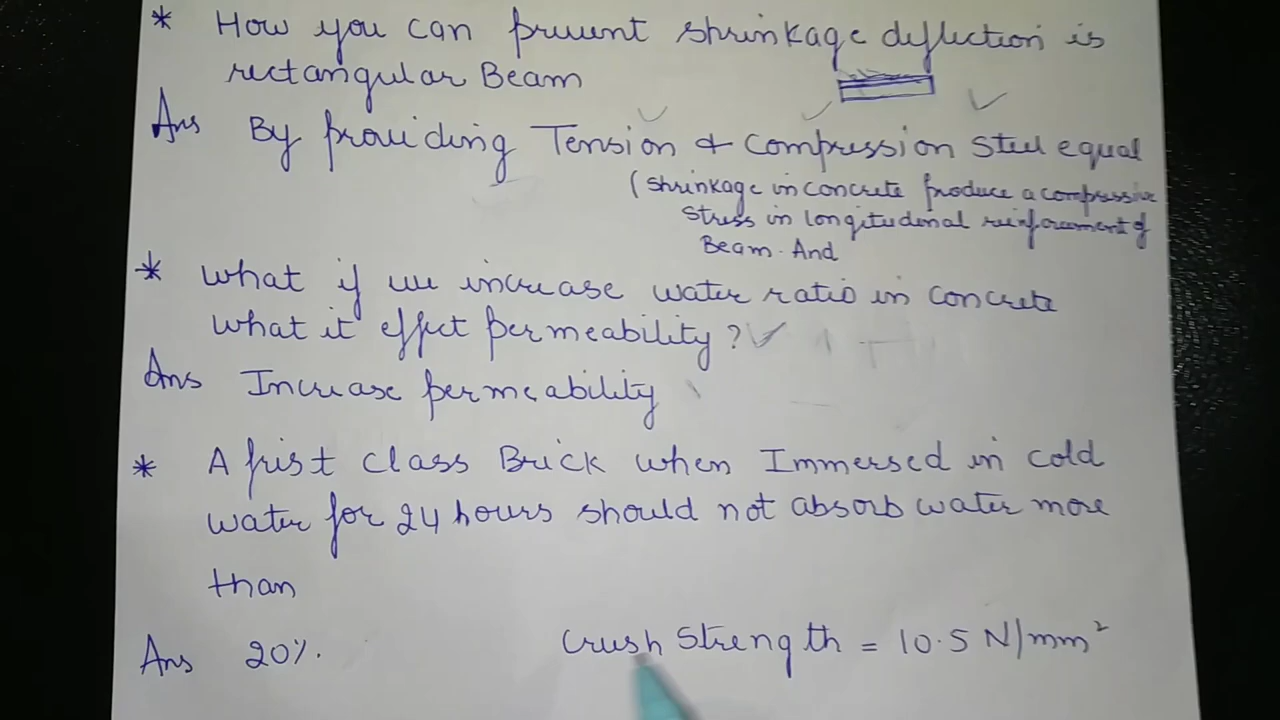 * How you can prevent shrinkage deflection is
rectangular Beam
Ans By providing Tension & Compression Steel equal
(shrinkage in concrete produce a compressive
stress in longitudenal reinforcement of
Beam. And
* What if we increase water ratio in concrete
what it effect permeability?
Ans Increase permeability
* A frist class Brick when Immersed in cold
water for 24 hours should not absorb water more
than
Ans 20%. Crush Strength = 10.5 N/mm²